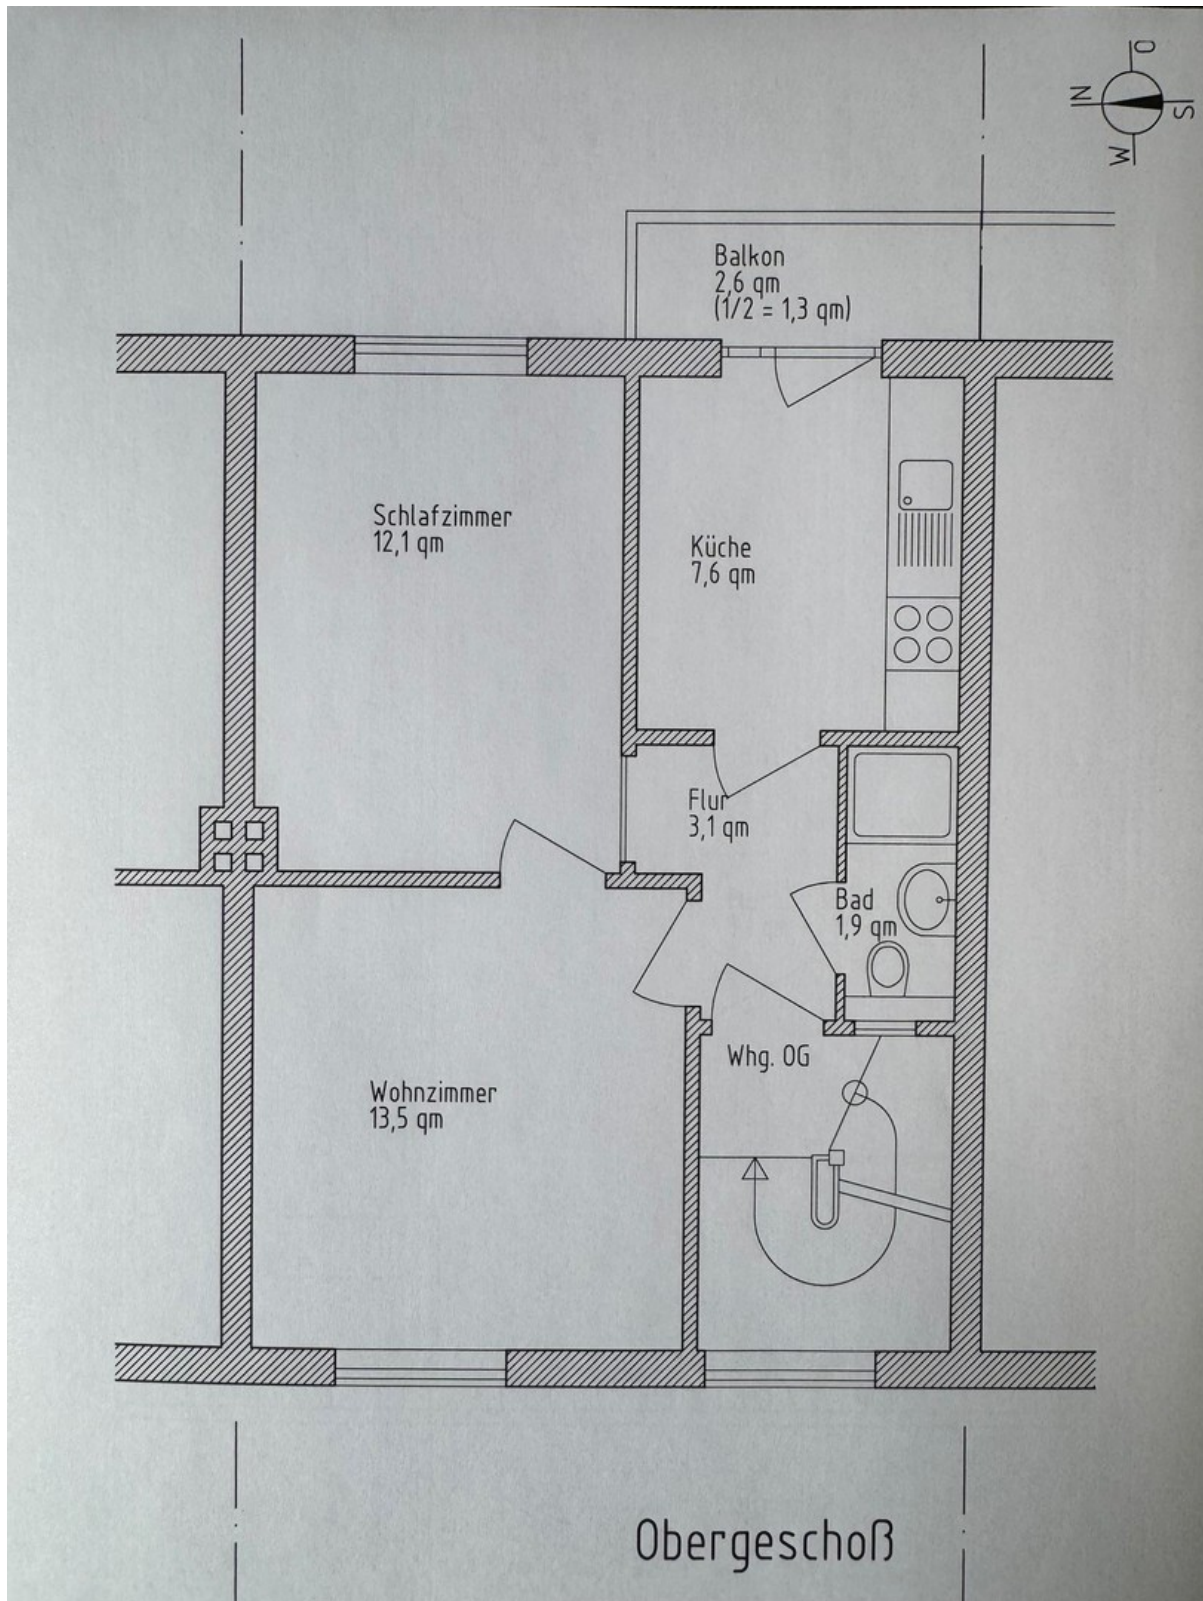 O
N
S
W
Balkon
2,6 qm
(1/2 = 1,3 qm)
Schlafzimmer
12,1 qm
Küche
7,6 qm
Flur
3,1 qm
Bad
1,9 qm
Whg. OG
Wohnzimmer
13,5 qm
Obergeschoß